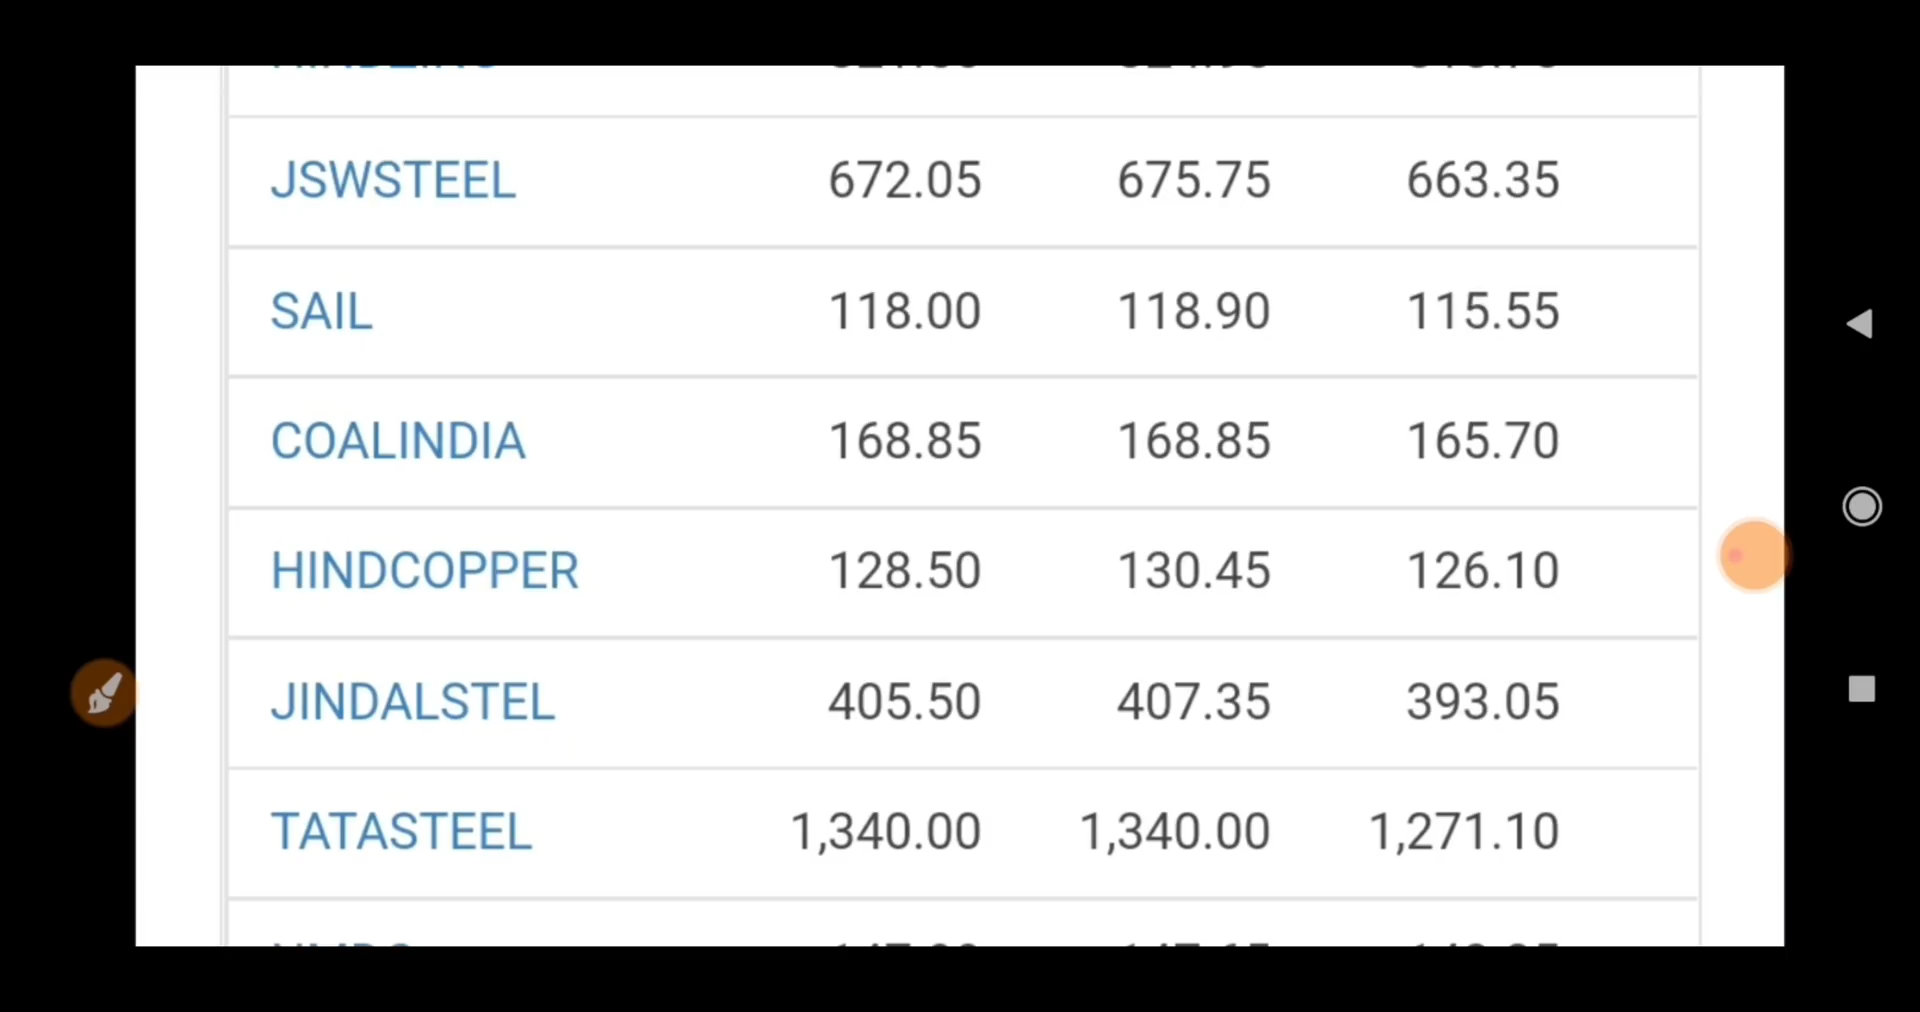 JSWSTEEL 672.05 675.75 663.35
SAIL 118.00 118.90 115.55
COALINDIA 168.85 168.85 165.70
HINDCOPPER 128.50 130.45 126.10
JINDALSTEL 405.50 407.35 393.05
TATASTEEL 1,340.00 1,340.00 1,271.10